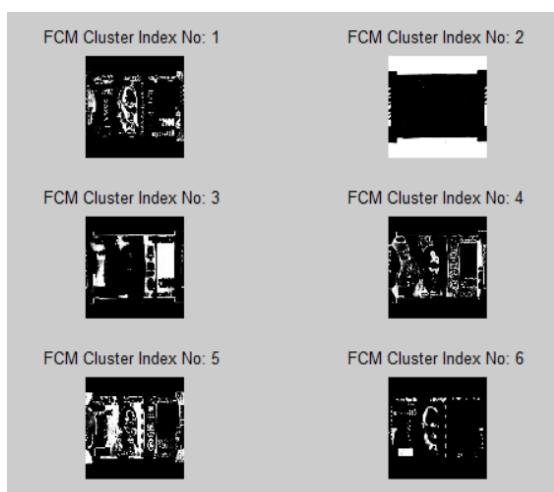 FCM Cluster Index No: 1
FCM Cluster Index No: 2
FCM Cluster Index No: 3
FCM Cluster Index No: 4
FCM Cluster Index No: 5
FCM Cluster Index No: 6